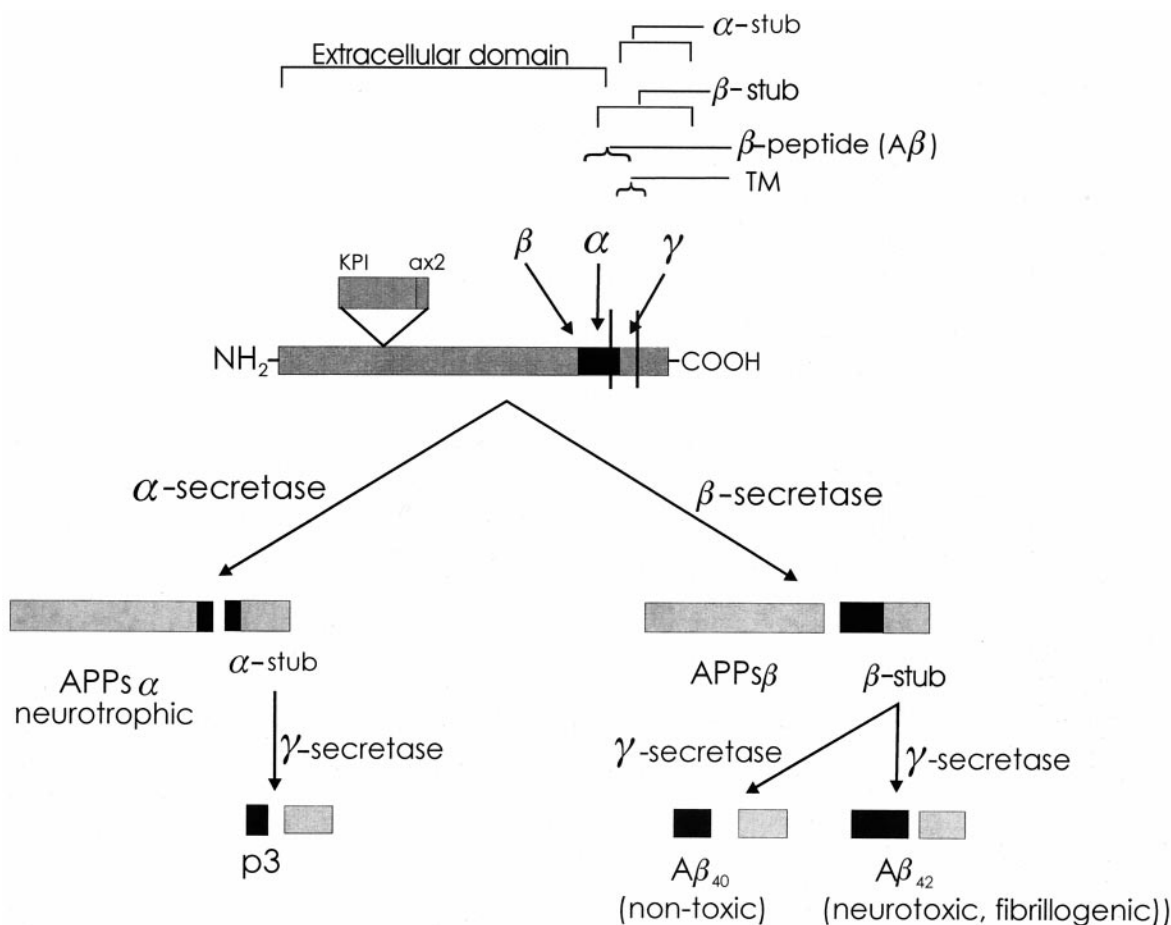 α-stub
Extracellular domain
β-stub
β-peptide (Aβ)
TM
β α γ
KPI ax2
NH₂ COOH
α-secretase β-secretase
α-stub
APPs α APPsβ β-stub
neurotrophic
γ-secretase γ-secretase γ-secretase
p3 Aβ₄₀ Aβ₄₂
(non-toxic) (neurotoxic, fibrillogenic))